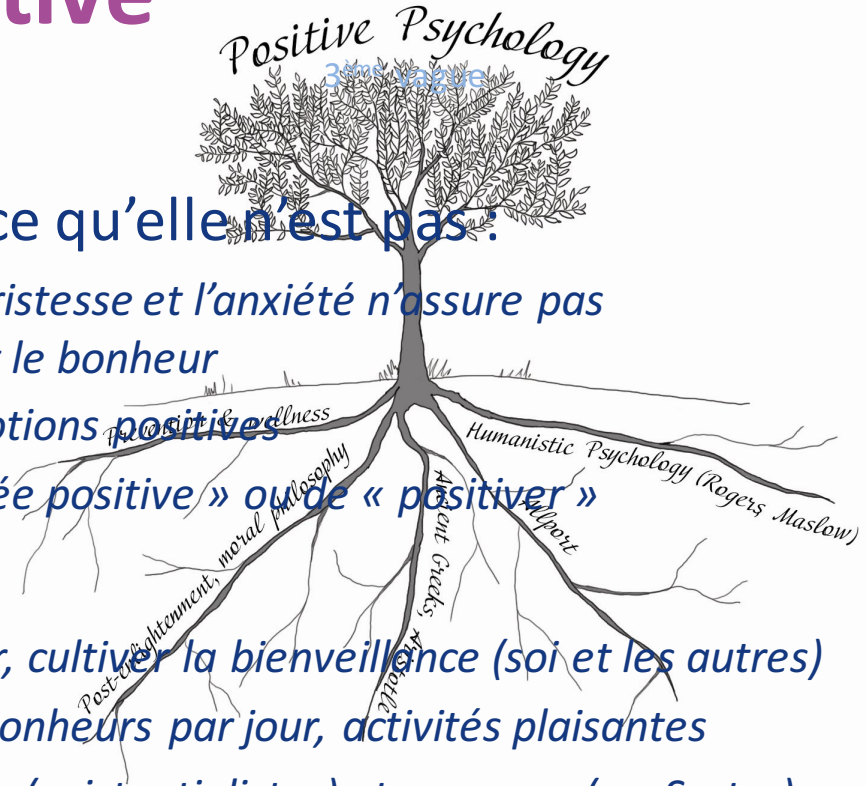 tive
Positive Psychology
3ème vague
ce qu’elle n’est pas :
ristesse et l’anxiété n’assure pas
le bonheur
otions positives
Prevention & wellness
Humanistic Psychology (Rogers, Maslow)
ée positive » ou de « positiver »
Post-enlightenment, moral philosophy
Ancient Greeks, Aristotle
Allport
r, cultiver la bienveillance (soi et les autres)
onheurs par jour, activités plaisantes